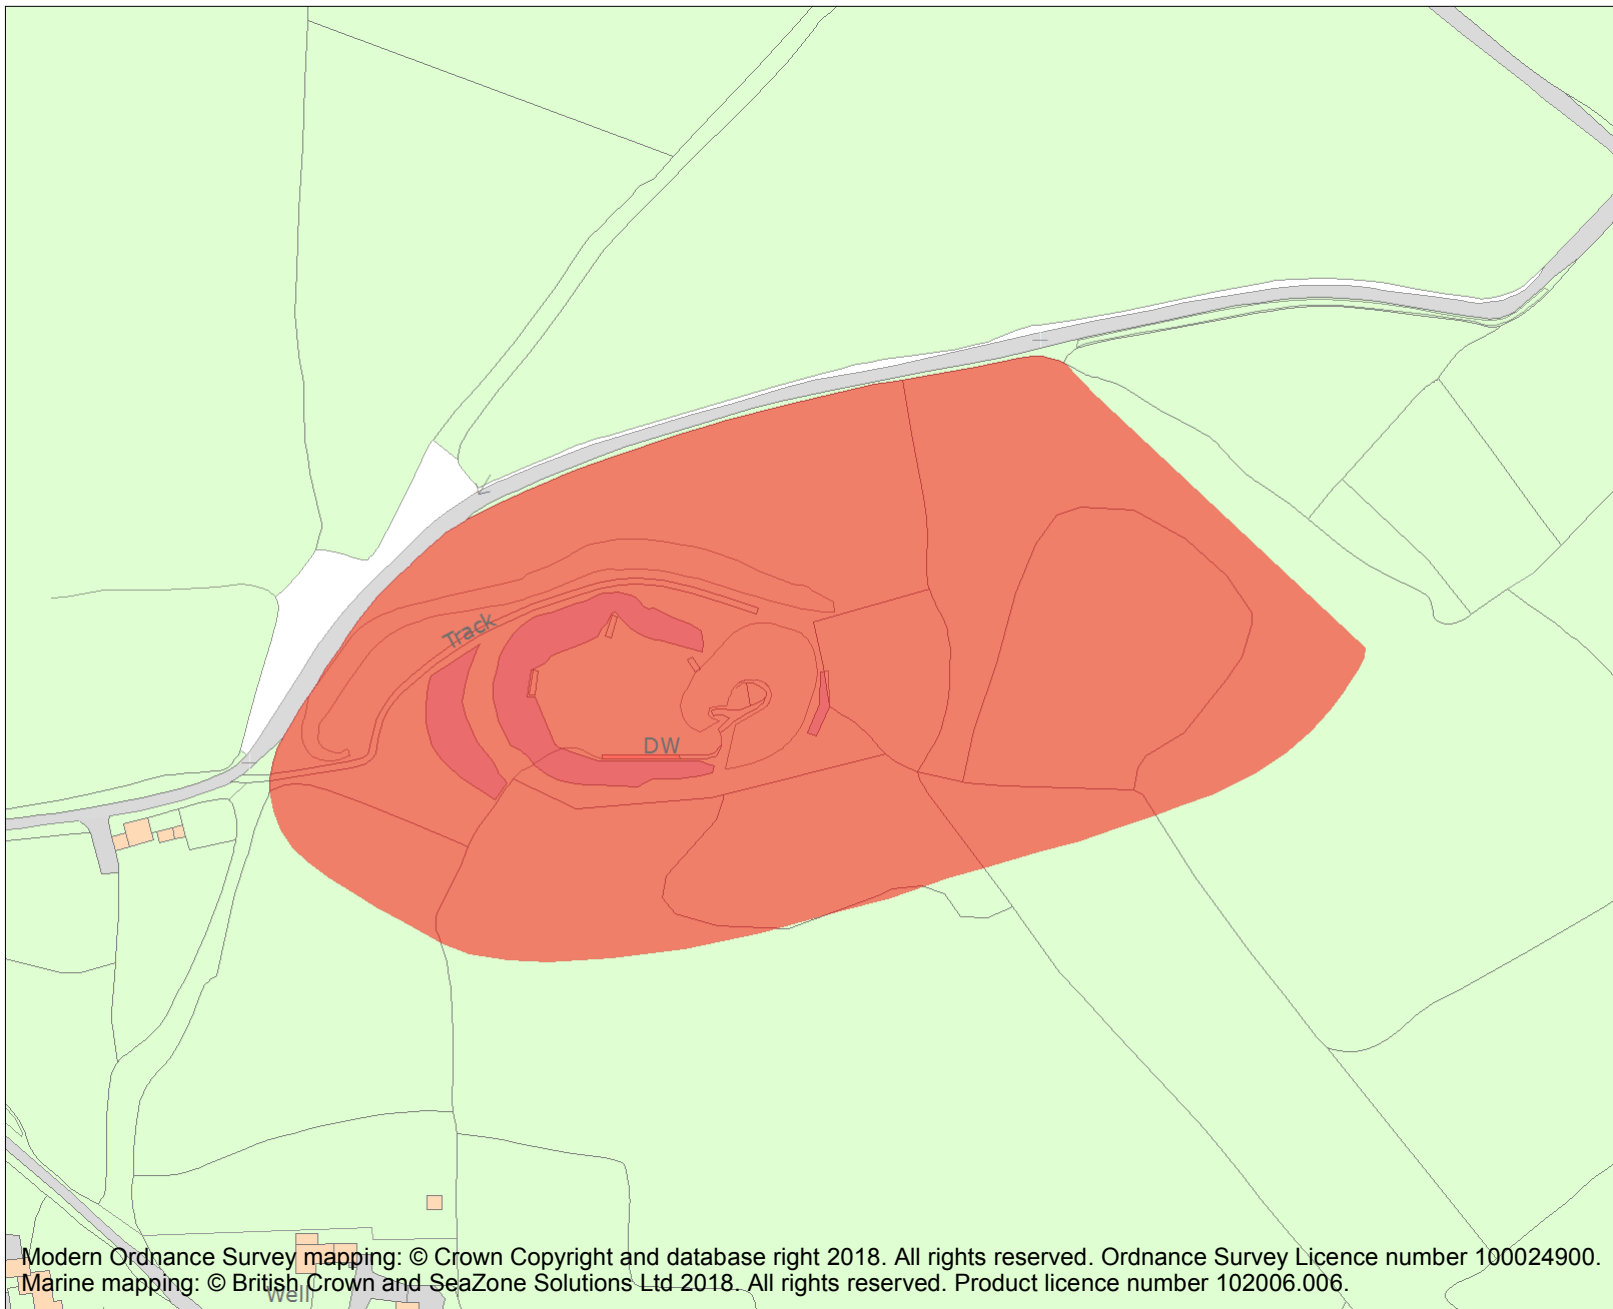 Track
DW
Modern Ordnance Survey mapping: © Crown Copyright and database right 2018. All rights reserved. Ordnance Survey Licence number 100024900.
Marine mapping: © British Crown and SeaZone Solutions Ltd 2018. All rights reserved. Product licence number 102006.006.
Well